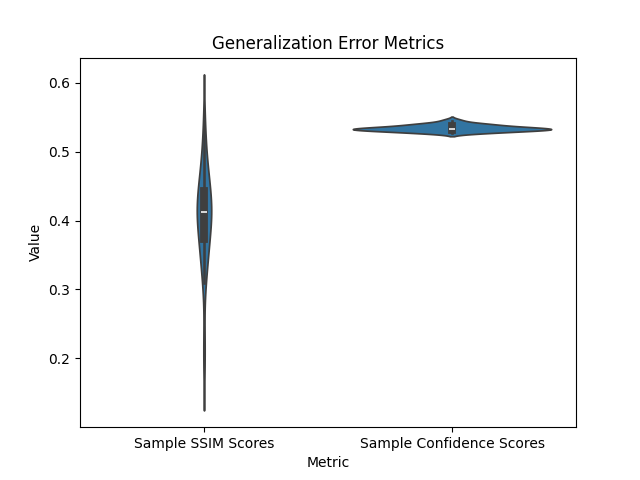 Generalization Error Metrics
0.6
0.5
0.4
0.3
0.2
Value
Sample SSIM Scores
Sample Confidence Scores
Metric